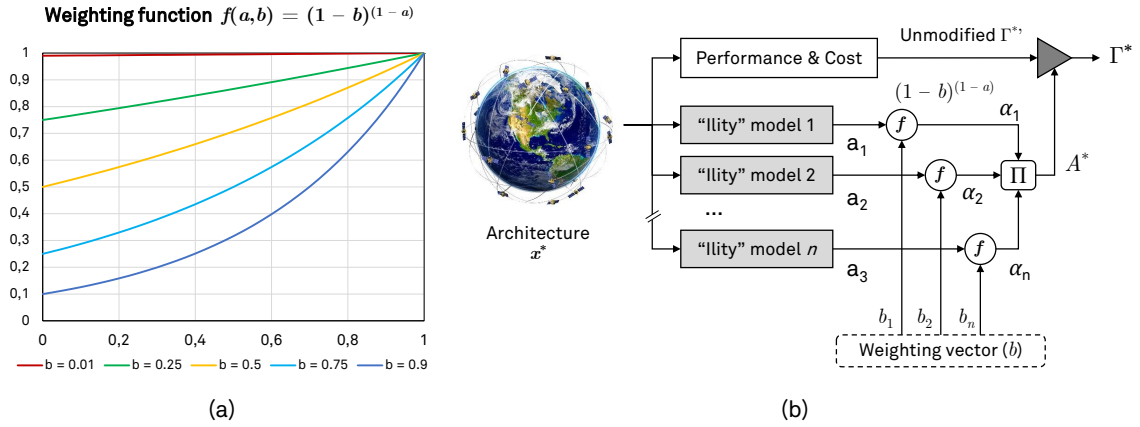 Weighting function f(a,b) = (1 − b)^(1 − a)
1
0,9
0,8
0,7
0,6
0,5
0,4
0,3
0,2
0,1
0
0 0,2 0,4 0,6 0,8 1
b = 0.01 b = 0.25 b = 0.5 b = 0.75 b = 0.9
(a)
Architecture
x*
Performance & Cost
Unmodified Γ*'
Γ*
(1 − b)^(1 − a)
"Ility" model 1
a₁
f
α₁
"Ility" model 2
a₂
f
α₂
Π
A*
...
"Ility" model n
a₃
f
αₙ
b₁
b₂
bₙ
Weighting vector (b)
(b)